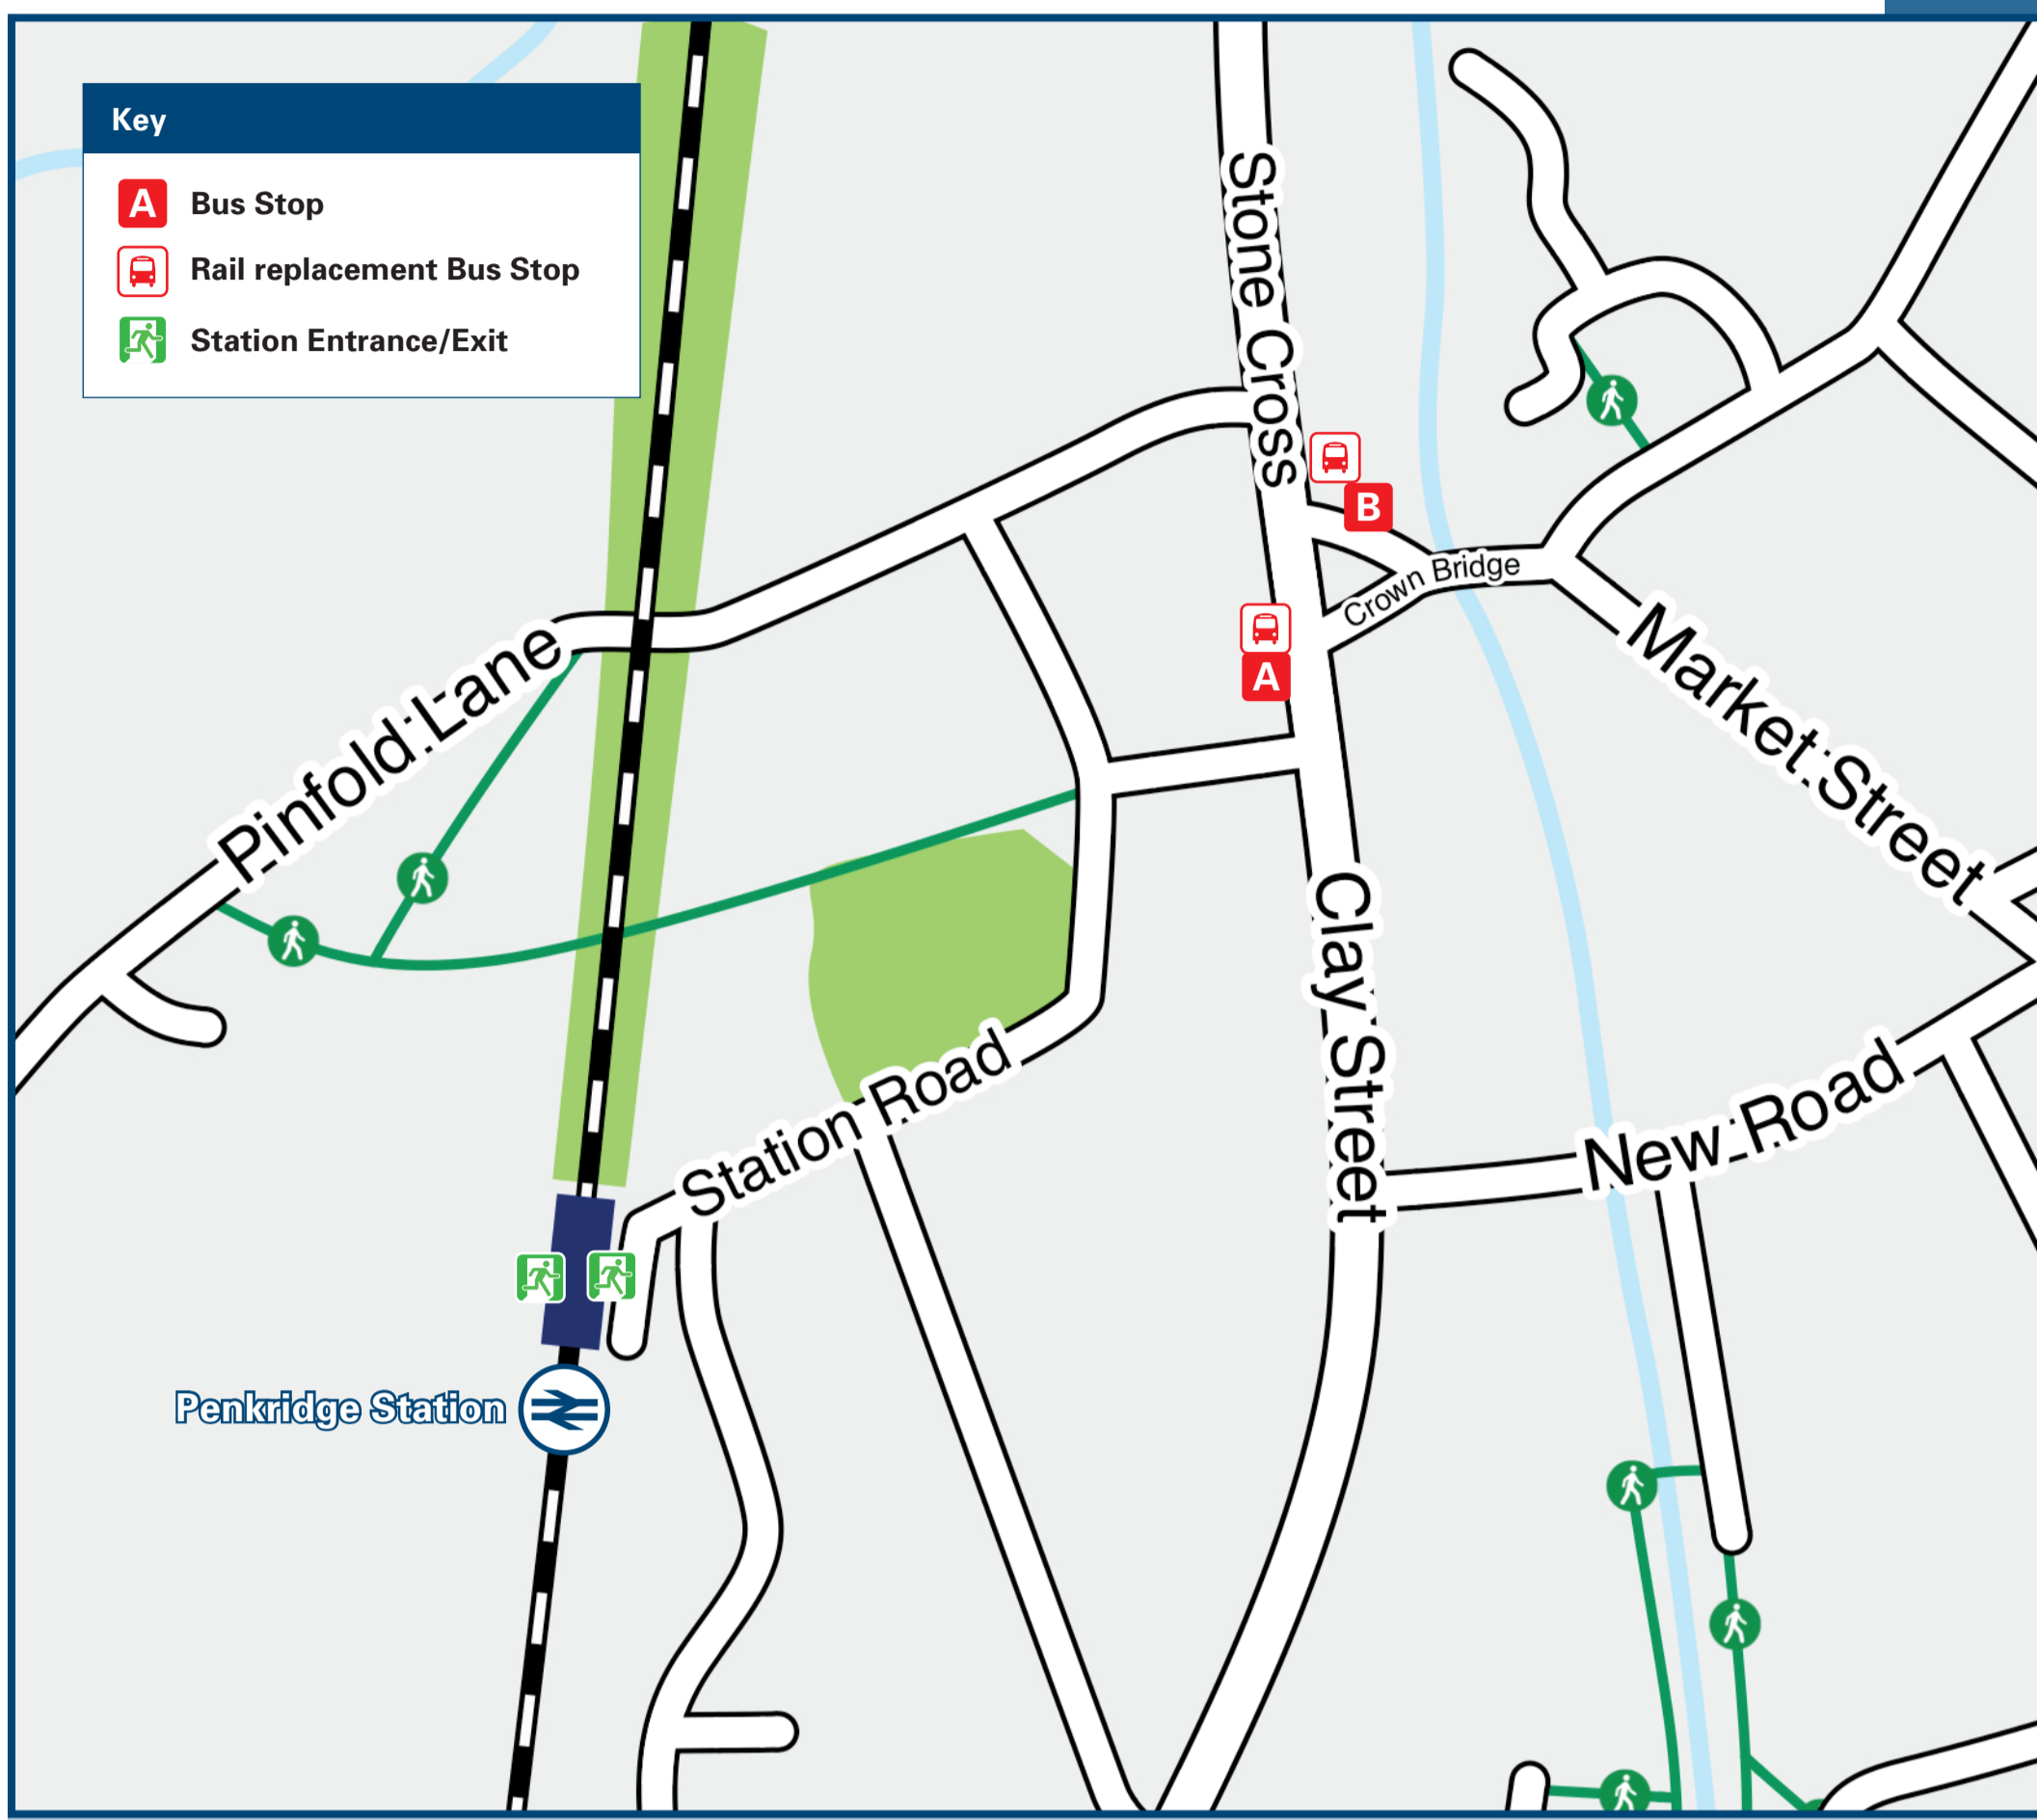 Key
A Bus Stop
Rail replacement Bus Stop
Station Entrance/Exit
Stone Cross
B
Crown Bridge
A
Market Street
Pinfold Lane
Clay Street
Station Road
New Road
Penkridge Station